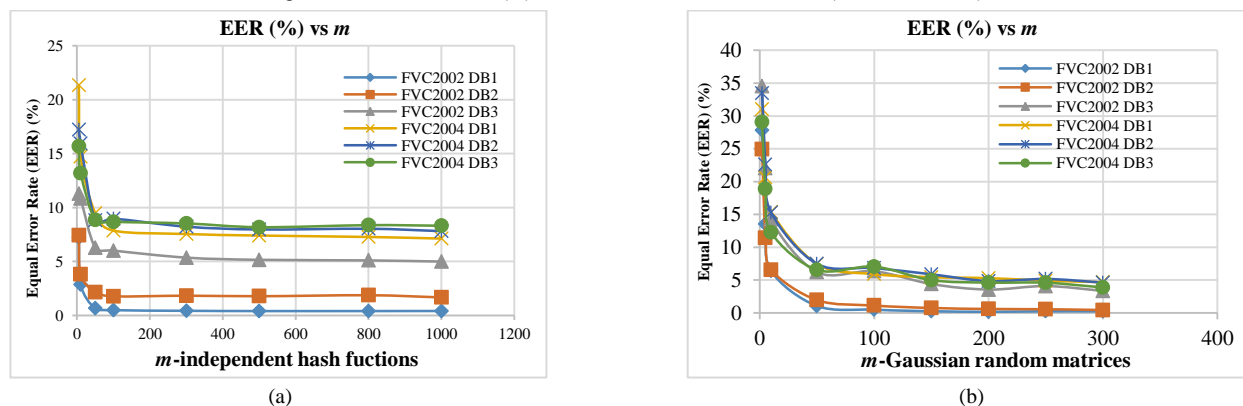 EER (%) vs m
25
20
15
10
5
0
Equal Error Rate (EER) (%)
FVC2002 DB1
FVC2002 DB2
FVC2002 DB3
FVC2004 DB1
FVC2004 DB2
FVC2004 DB3
0 200 400 600 800 1000 1200
m-independent hash fuctions
(a)
EER (%) vs m
40
35
30
25
20
15
10
5
0
Equal Error Rate (EER) (%)
FVC2002 DB1
FVC2002 DB2
FVC2002 DB3
FVC2004 DB1
FVC2004 DB2
FVC2004 DB3
0 100 200 300 400
m-Gaussian random matrices
(b)